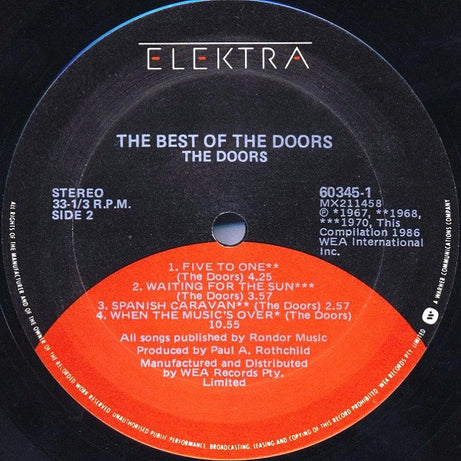 ELEKTRA
THE BEST OF THE DOORS
THE DOORS
STEREO
33-1/3 R.P.M.
SIDE 2
60345-1
MX211458
℗ *1967, **1968,
***1970, This
Compilation 1986
WEA International
Inc.
1. FIVE TO ONE**
(The Doors) 4.25
2. WAITING FOR THE SUN***
(The Doors) 3.57
3. SPANISH CARAVAN** (The Doors) 2.57
4. WHEN THE MUSIC'S OVER* (The Doors)
10.55
All songs published by Rondor Music
Produced by Paul A. Rothchild
Manufactured and Distributed
by WEA Records Pty.
Limited
ALL RIGHTS OF THE MANUFACTURER AND OF THE OWNER OF THE RECORDED WORK RESERVED. UNAUTHORISED PUBLIC PERFORMANCE, BROADCASTING, LEASING AND COPYING OF THIS RECORD PROHIBITED.
A WARNER COMMUNICATIONS COMPANY